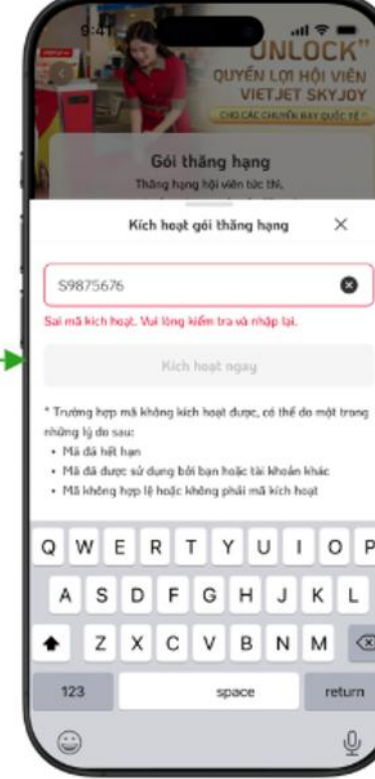 9:41
UNLOCK"
QUYỀN LỢI HỘI VIÊN
VIETJET SKYJOY
CHO CÁC CHUYẾN BAY QUỐC TẾ
Gói thăng hạng
Thăng hạng hội viên tức thì,
Kích hoạt gói thăng hạng
S9875676
Sai mã kích hoạt. Vui lòng kiểm tra và nhập lại.
Kích hoạt ngay
* Trường hợp mã không kích hoạt được, có thể do một trong
những lý do sau:
• Mã đã hết hạn
• Mã đã được sử dụng bởi bạn hoặc tài khoản khác
• Mã không hợp lệ hoặc không phải mã kích hoạt
Q W E R T Y U I O P
A S D F G H J K L
Z X C V B N M
123 space return